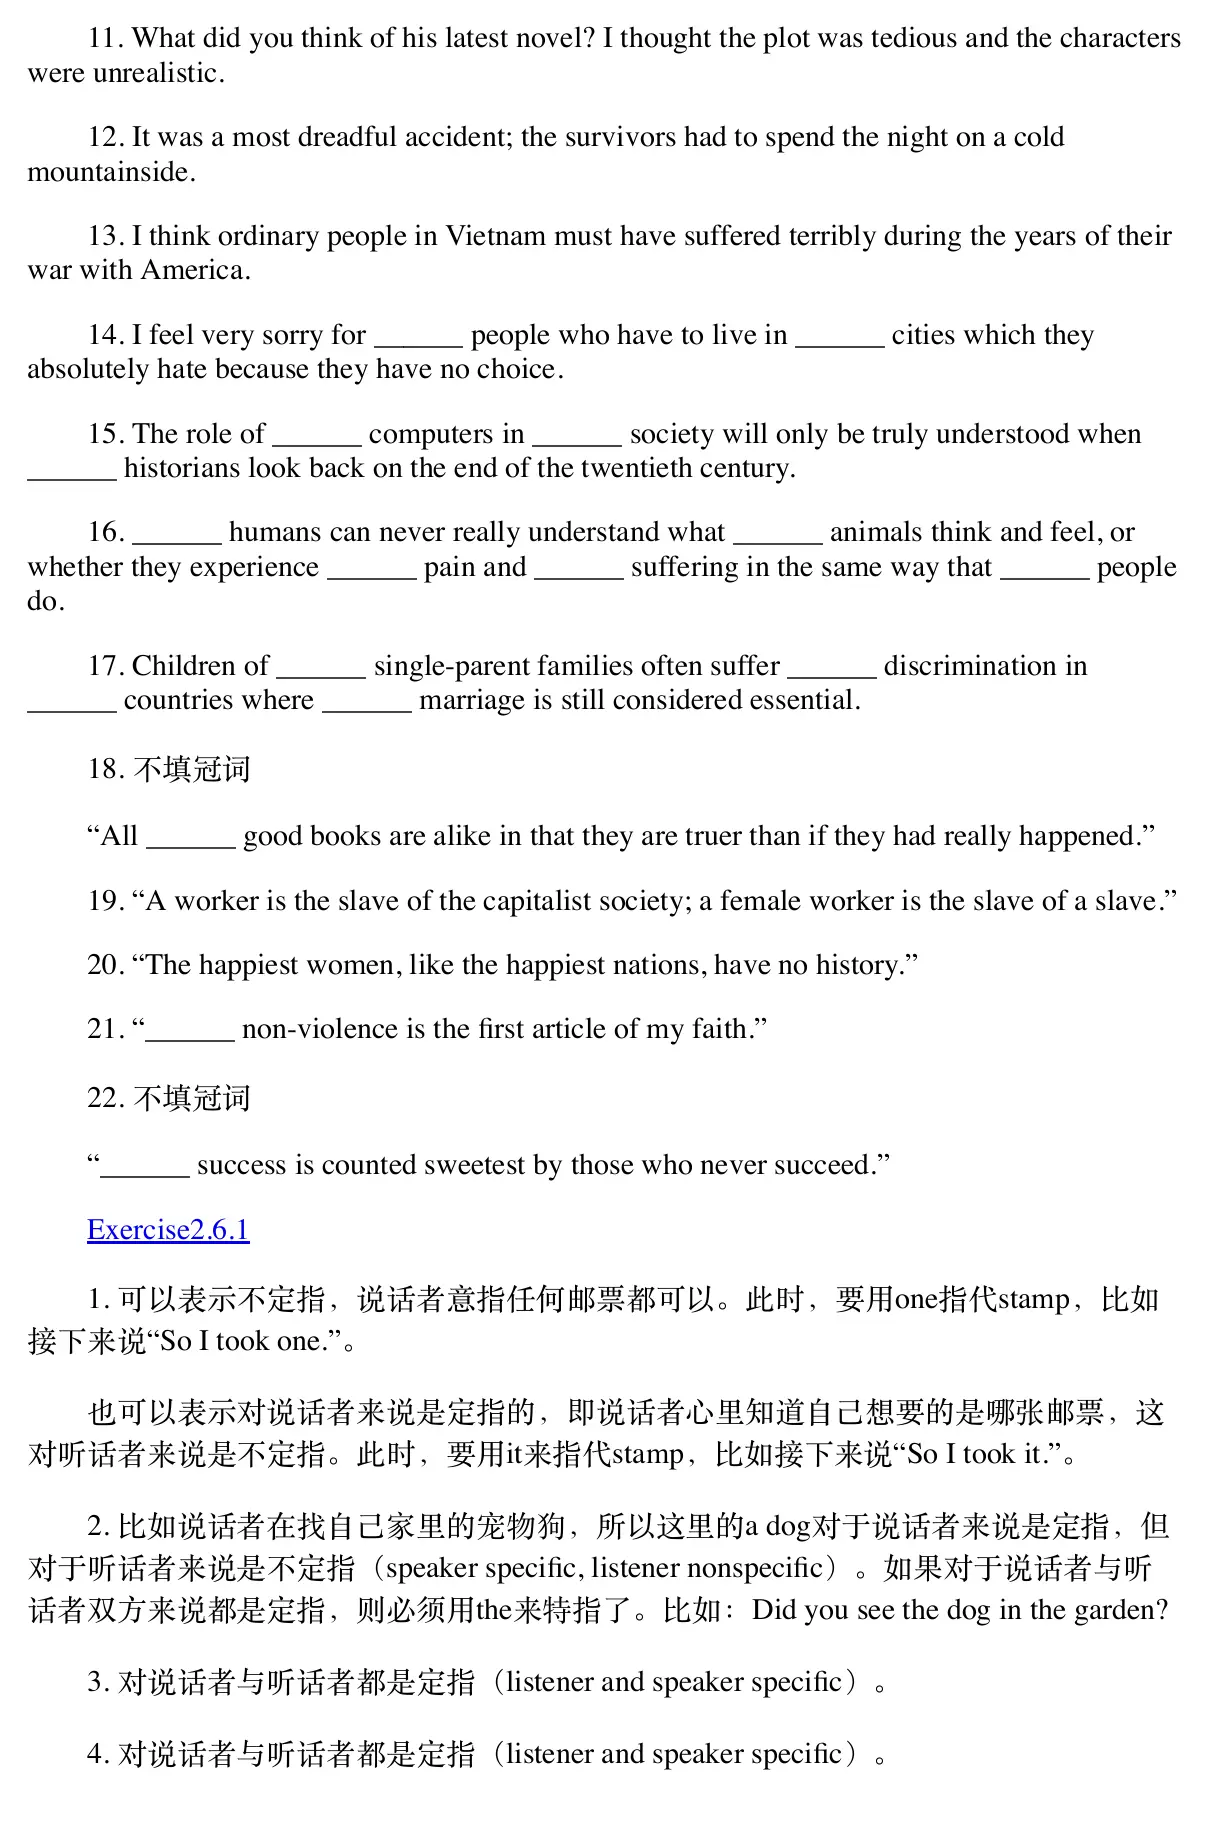 11. What did you think of his latest novel? I thought the plot was tedious and the characters
were unrealistic.
12. It was a most dreadful accident; the survivors had to spend the night on a cold
mountainside.
13. I think ordinary people in Vietnam must have suffered terribly during the years of their
war with America.
14. I feel very sorry for ______ people who have to live in ______ cities which they
absolutely hate because they have no choice.
15. The role of ______ computers in ______ society will only be truly understood when
______ historians look back on the end of the twentieth century.
16. ______ humans can never really understand what ______ animals think and feel, or
whether they experience ______ pain and ______ suffering in the same way that ______ people
do.
17. Children of ______ single-parent families often suffer ______ discrimination in
______ countries where ______ marriage is still considered essential.
18. 不填冠词
“All ______ good books are alike in that they are truer than if they had really happened.”
19. “A worker is the slave of the capitalist society; a female worker is the slave of a slave.”
20. “The happiest women, like the happiest nations, have no history.”
21. “______ non-violence is the first article of my faith.”
22. 不填冠词
“______ success is counted sweetest by those who never succeed.”
Exercise2.6.1
1. 可以表示不定指，说话者意指任何邮票都可以。此时，要用one指代stamp，比如
接下来说“So I took one.”。
也可以表示对说话者来说是定指的，即说话者心里知道自己想要的是哪张邮票，这
对听话者来说是不定指。此时，要用it来指代stamp，比如接下来说“So I took it.”。
2. 比如说话者在找自己家里的宠物狗，所以这里的a dog对于说话者来说是定指，但
对于听话者来说是不定指（speaker specific, listener nonspecific）。如果对于说话者与听
话者双方来说都是定指，则必须用the来特指了。比如：Did you see the dog in the garden?
3. 对说话者与听话者都是定指（listener and speaker specific）。
4. 对说话者与听话者都是定指（listener and speaker specific）。